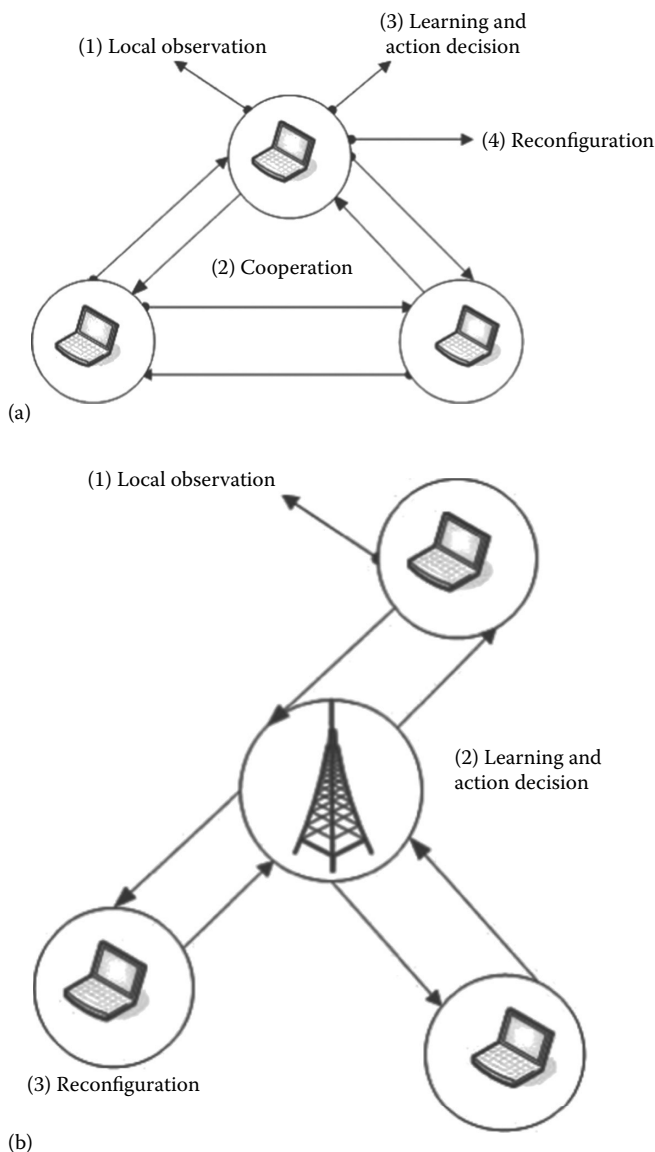 (1) Local observation
(3) Learning and
action decision
(4) Reconfiguration
(2) Cooperation
(a)
(1) Local observation
(2) Learning and
action decision
(3) Reconfiguration
(b)